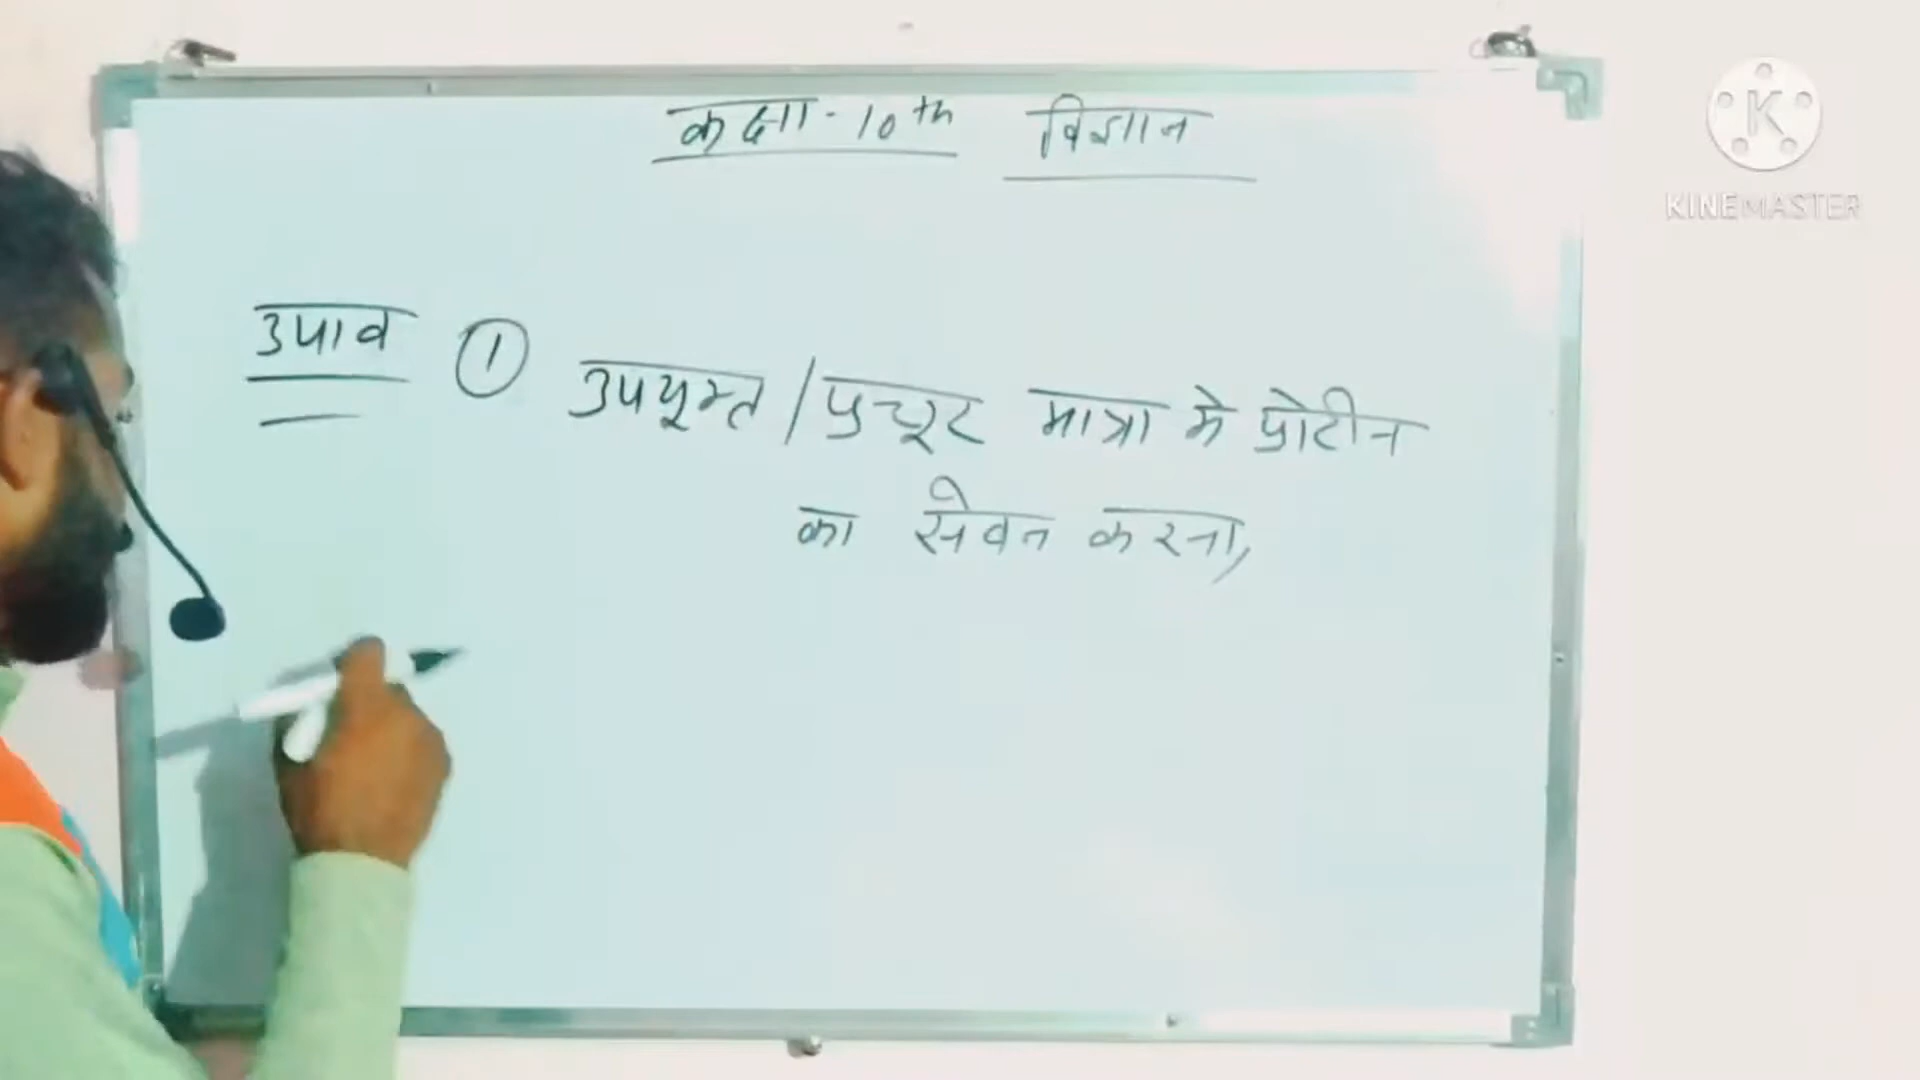 कक्षा - 10th विज्ञान
उपाव ① उपयूक्त / प्रचूर मात्रा मे प्रोटीन
का सेवन करना,
KINEMASTER